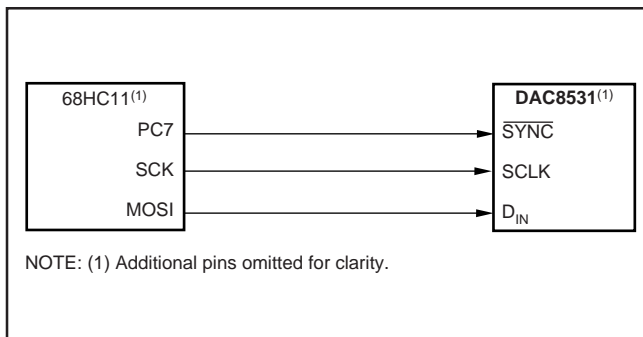 68HC11(1)
PC7
SCK
MOSI
DAC8531(1)
SYNC
SCLK
DIN
NOTE: (1) Additional pins omitted for clarity.